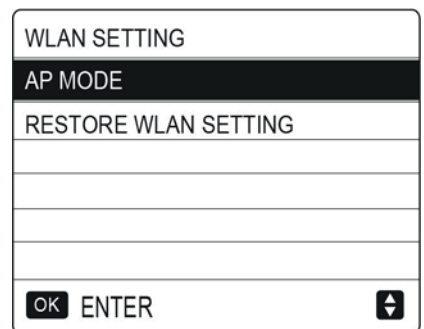 WLAN SETTING
AP MODE
RESTORE WLAN SETTING
OK ENTER